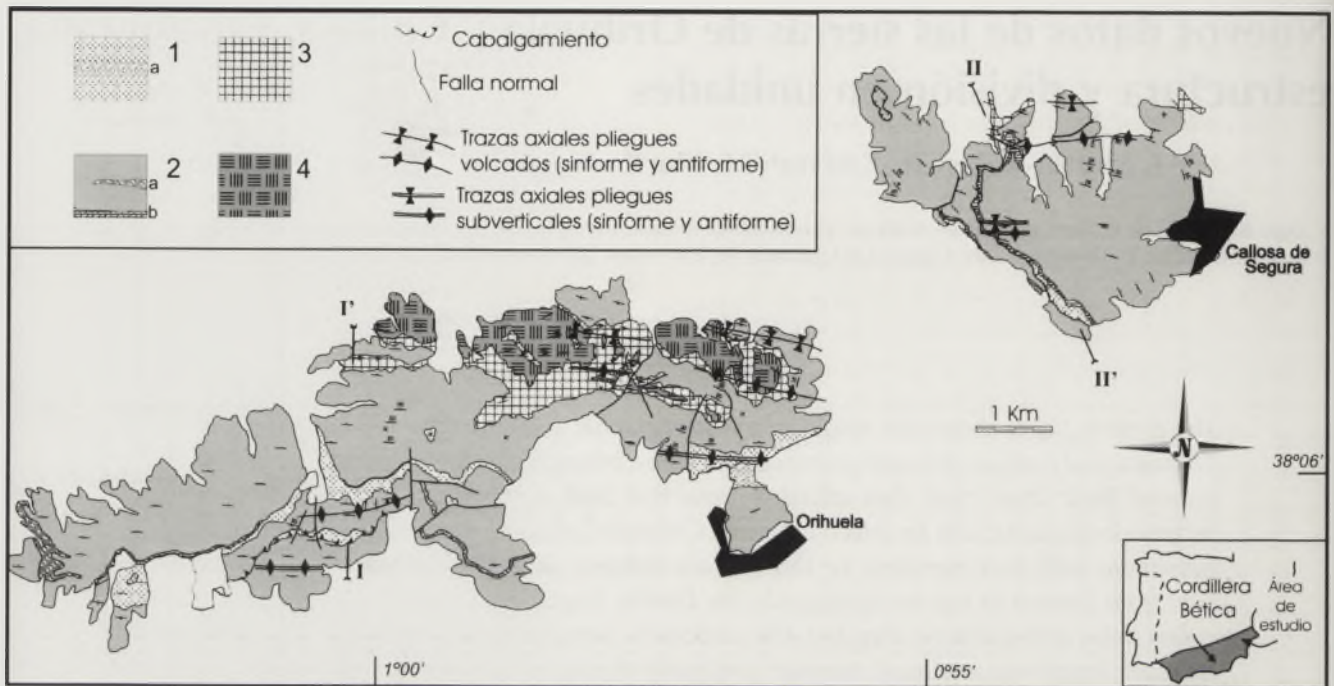 1
a
3
2
a
b
4
Cabalgamiento
Falla normal
Trazas axiales pliegues
volcados (sinforme y antiforme)
Trazas axiales pliegues
subverticales (sinforme y antiforme)
II
Callosa de
Segura
II'
I'
1 Km
N
38º06'
Orihuela
I
Cordillera
Bética
Área
de
estudio
1º00'
0º55'